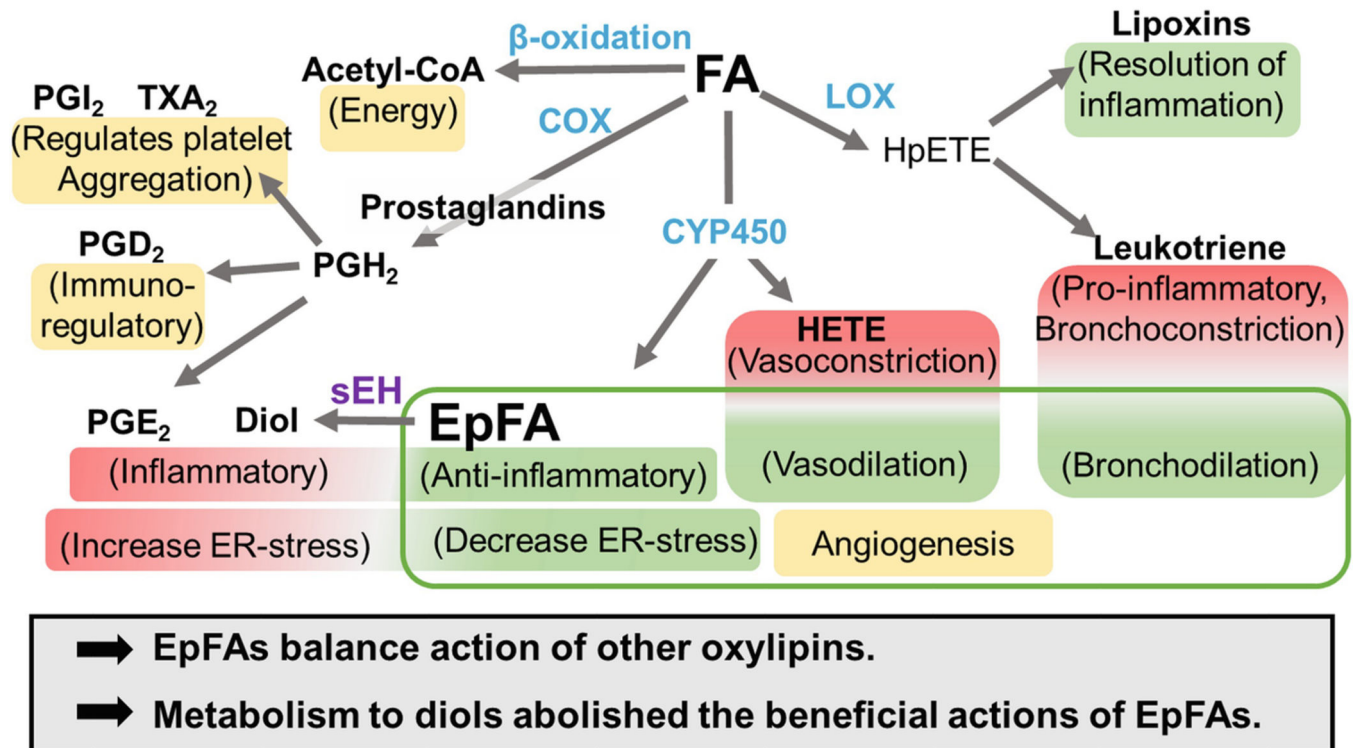 β-oxidation
FA
Acetyl-CoA
(Energy)
Lipoxins
(Resolution of
inflammation)
LOX
HpETE
COX
PGI₂ TXA₂
(Regulates platelet
Aggregation)
Prostaglandins
CYP450
PGD₂
(Immuno-
regulatory)
PGH₂
Leukotriene
(Pro-inflammatory,
Bronchoconstriction)
HETE
(Vasoconstriction)
sEH
PGE₂ Diol
EpFA
(Inflammatory)
(Anti-inflammatory)
(Vasodilation)
(Bronchodilation)
(Increase ER-stress)
(Decrease ER-stress)
Angiogenesis
EpFAs balance action of other oxylipins.
Metabolism to diols abolished the beneficial actions of EpFAs.